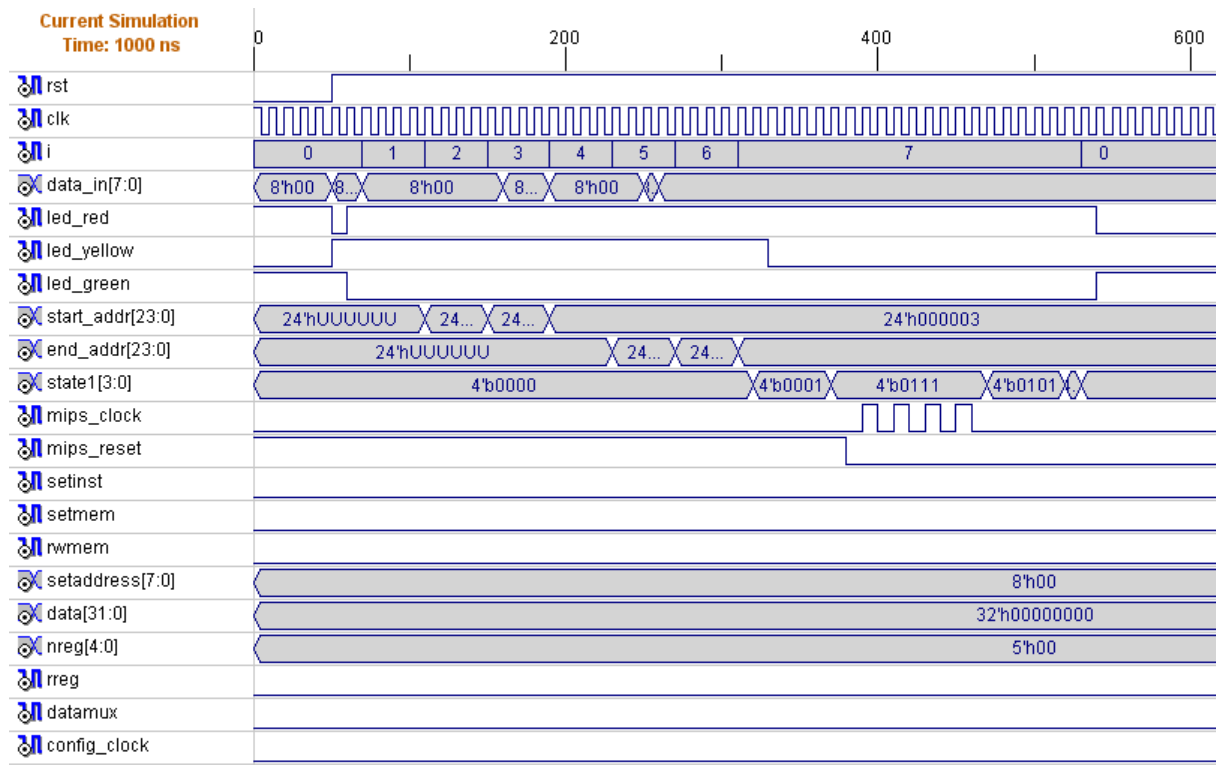 Current Simulation
Time: 1000 ns
0 200 400 600
rst
clk
i 0 1 2 3 4 5 6 7 0
data_in[7:0] 8'h00 8... 8'h00 8... 8'h00
led_red
led_yellow
led_green
start_addr[23:0] 24'hUUUUUU 24... 24... 24'h000003
end_addr[23:0] 24'hUUUUUU 24... 24...
state1[3:0] 4'b0000 4'b0001 4'b0111 4'b0101
mips_clock
mips_reset
setinst
setmem
rwmem
setaddress[7:0] 8'h00
data[31:0] 32'h00000000
nreg[4:0] 5'h00
rreg
datamux
config_clock